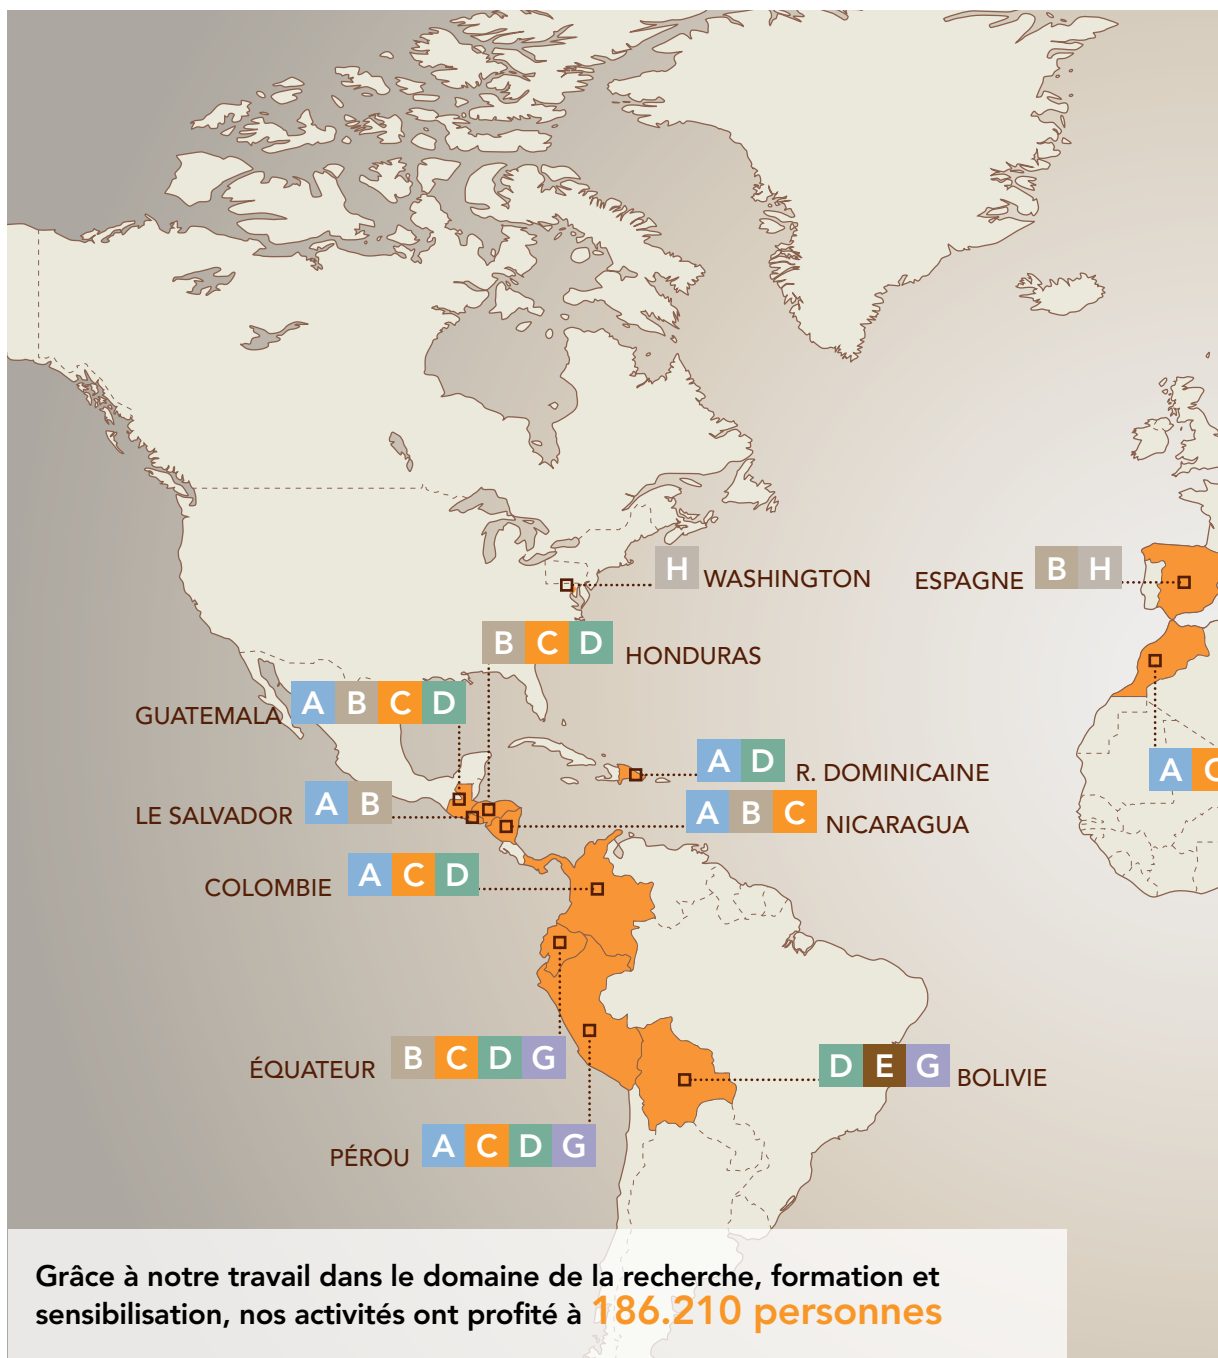 H WASHINGTON
ESPAGNE B H
B C D HONDURAS
GUATEMALA A B C D
A D R. DOMINICAINE
A C
LE SALVADOR A B
A B C NICARAGUA
COLOMBIE A C D
ÉQUATEUR B C D G
D E G BOLIVIE
PÉROU A C D G
Grâce à notre travail dans le domaine de la recherche, formation et
sensibilisation, nos activités ont profité à 186.210 personnes